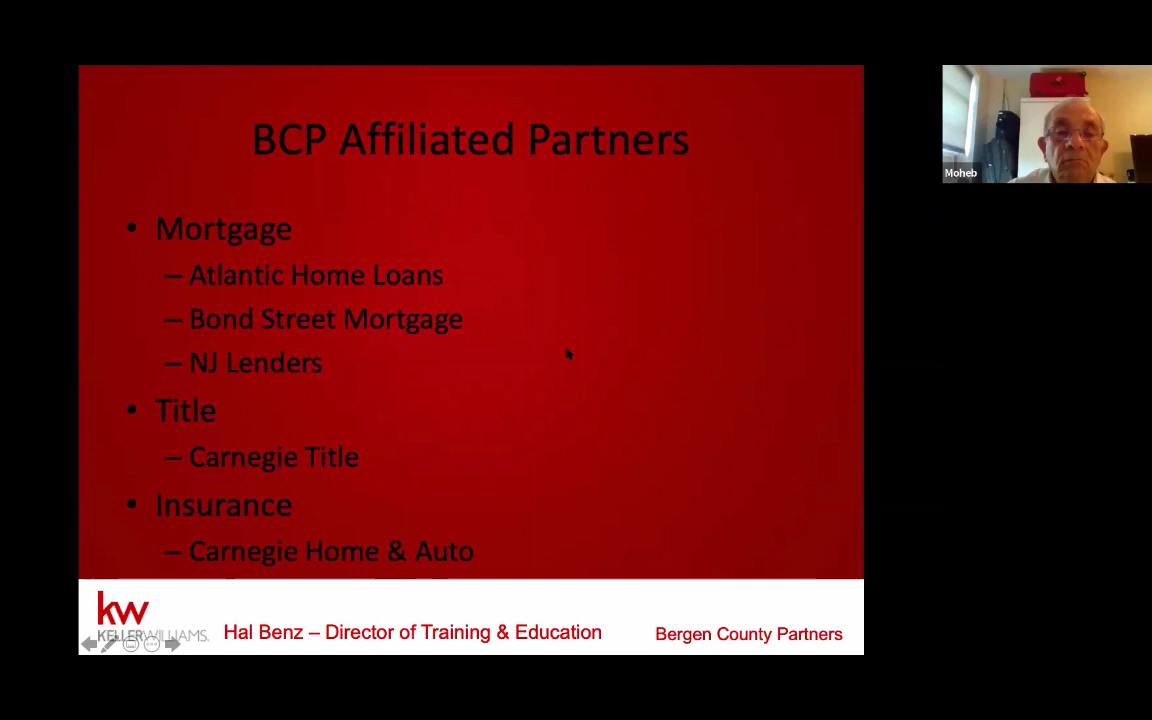 BCP Affiliated Partners
• Mortgage
– Atlantic Home Loans
– Bond Street Mortgage
– NJ Lenders
• Title
– Carnegie Title
• Insurance
– Carnegie Home & Auto
kw
KELLERWILLIAMS.
Hal Benz – Director of Training & Education
Bergen County Partners
Moheb